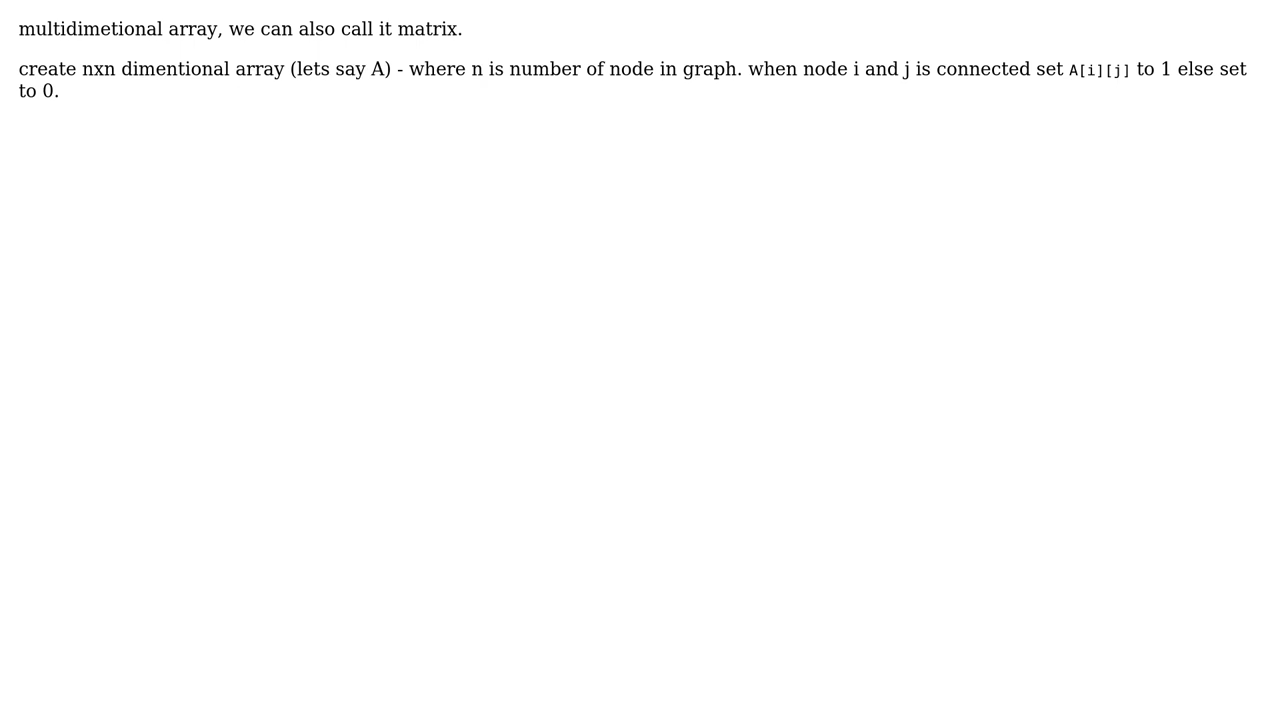 multidimetional array, we can also call it matrix.
create nxn dimentional array (lets say A) - where n is number of node in graph. when node i and j is connected set A[i][j] to 1 else set
to 0.